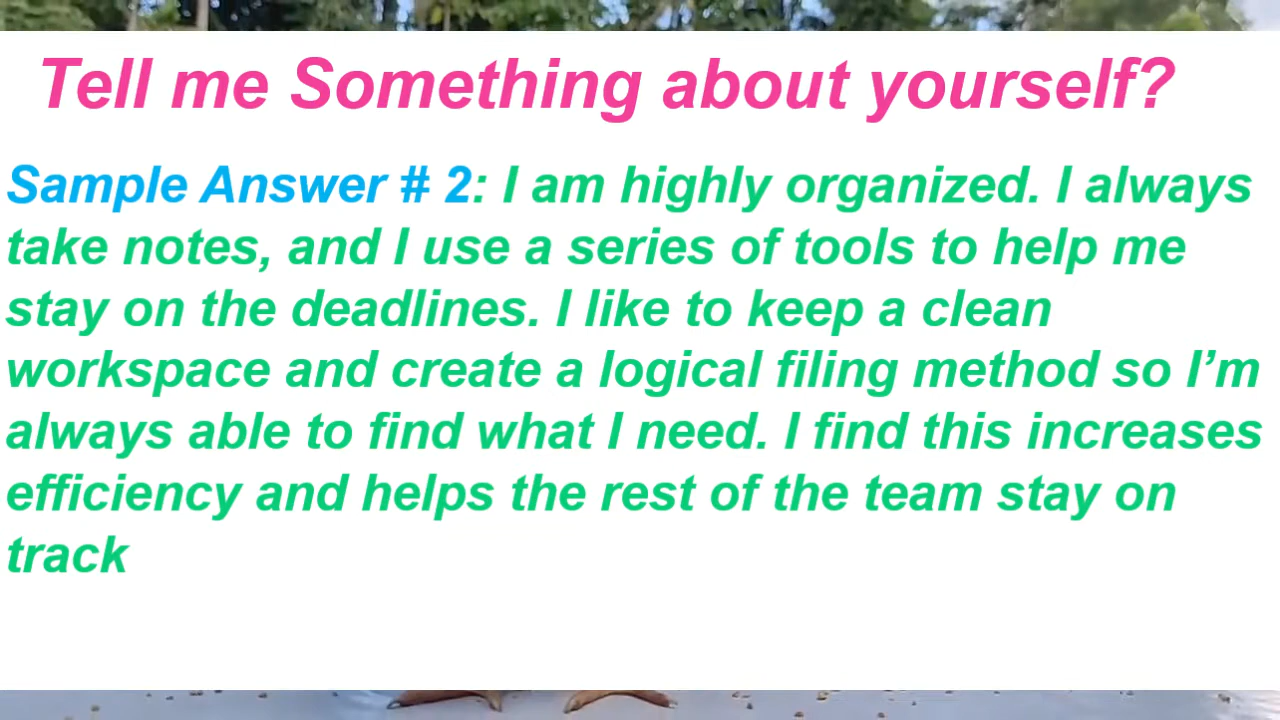 Tell me Something about yourself?
Sample Answer # 2: I am highly organized. I always
take notes, and I use a series of tools to help me
stay on the deadlines. I like to keep a clean
workspace and create a logical filing method so I’m
always able to find what I need. I find this increases
efficiency and helps the rest of the team stay on
track